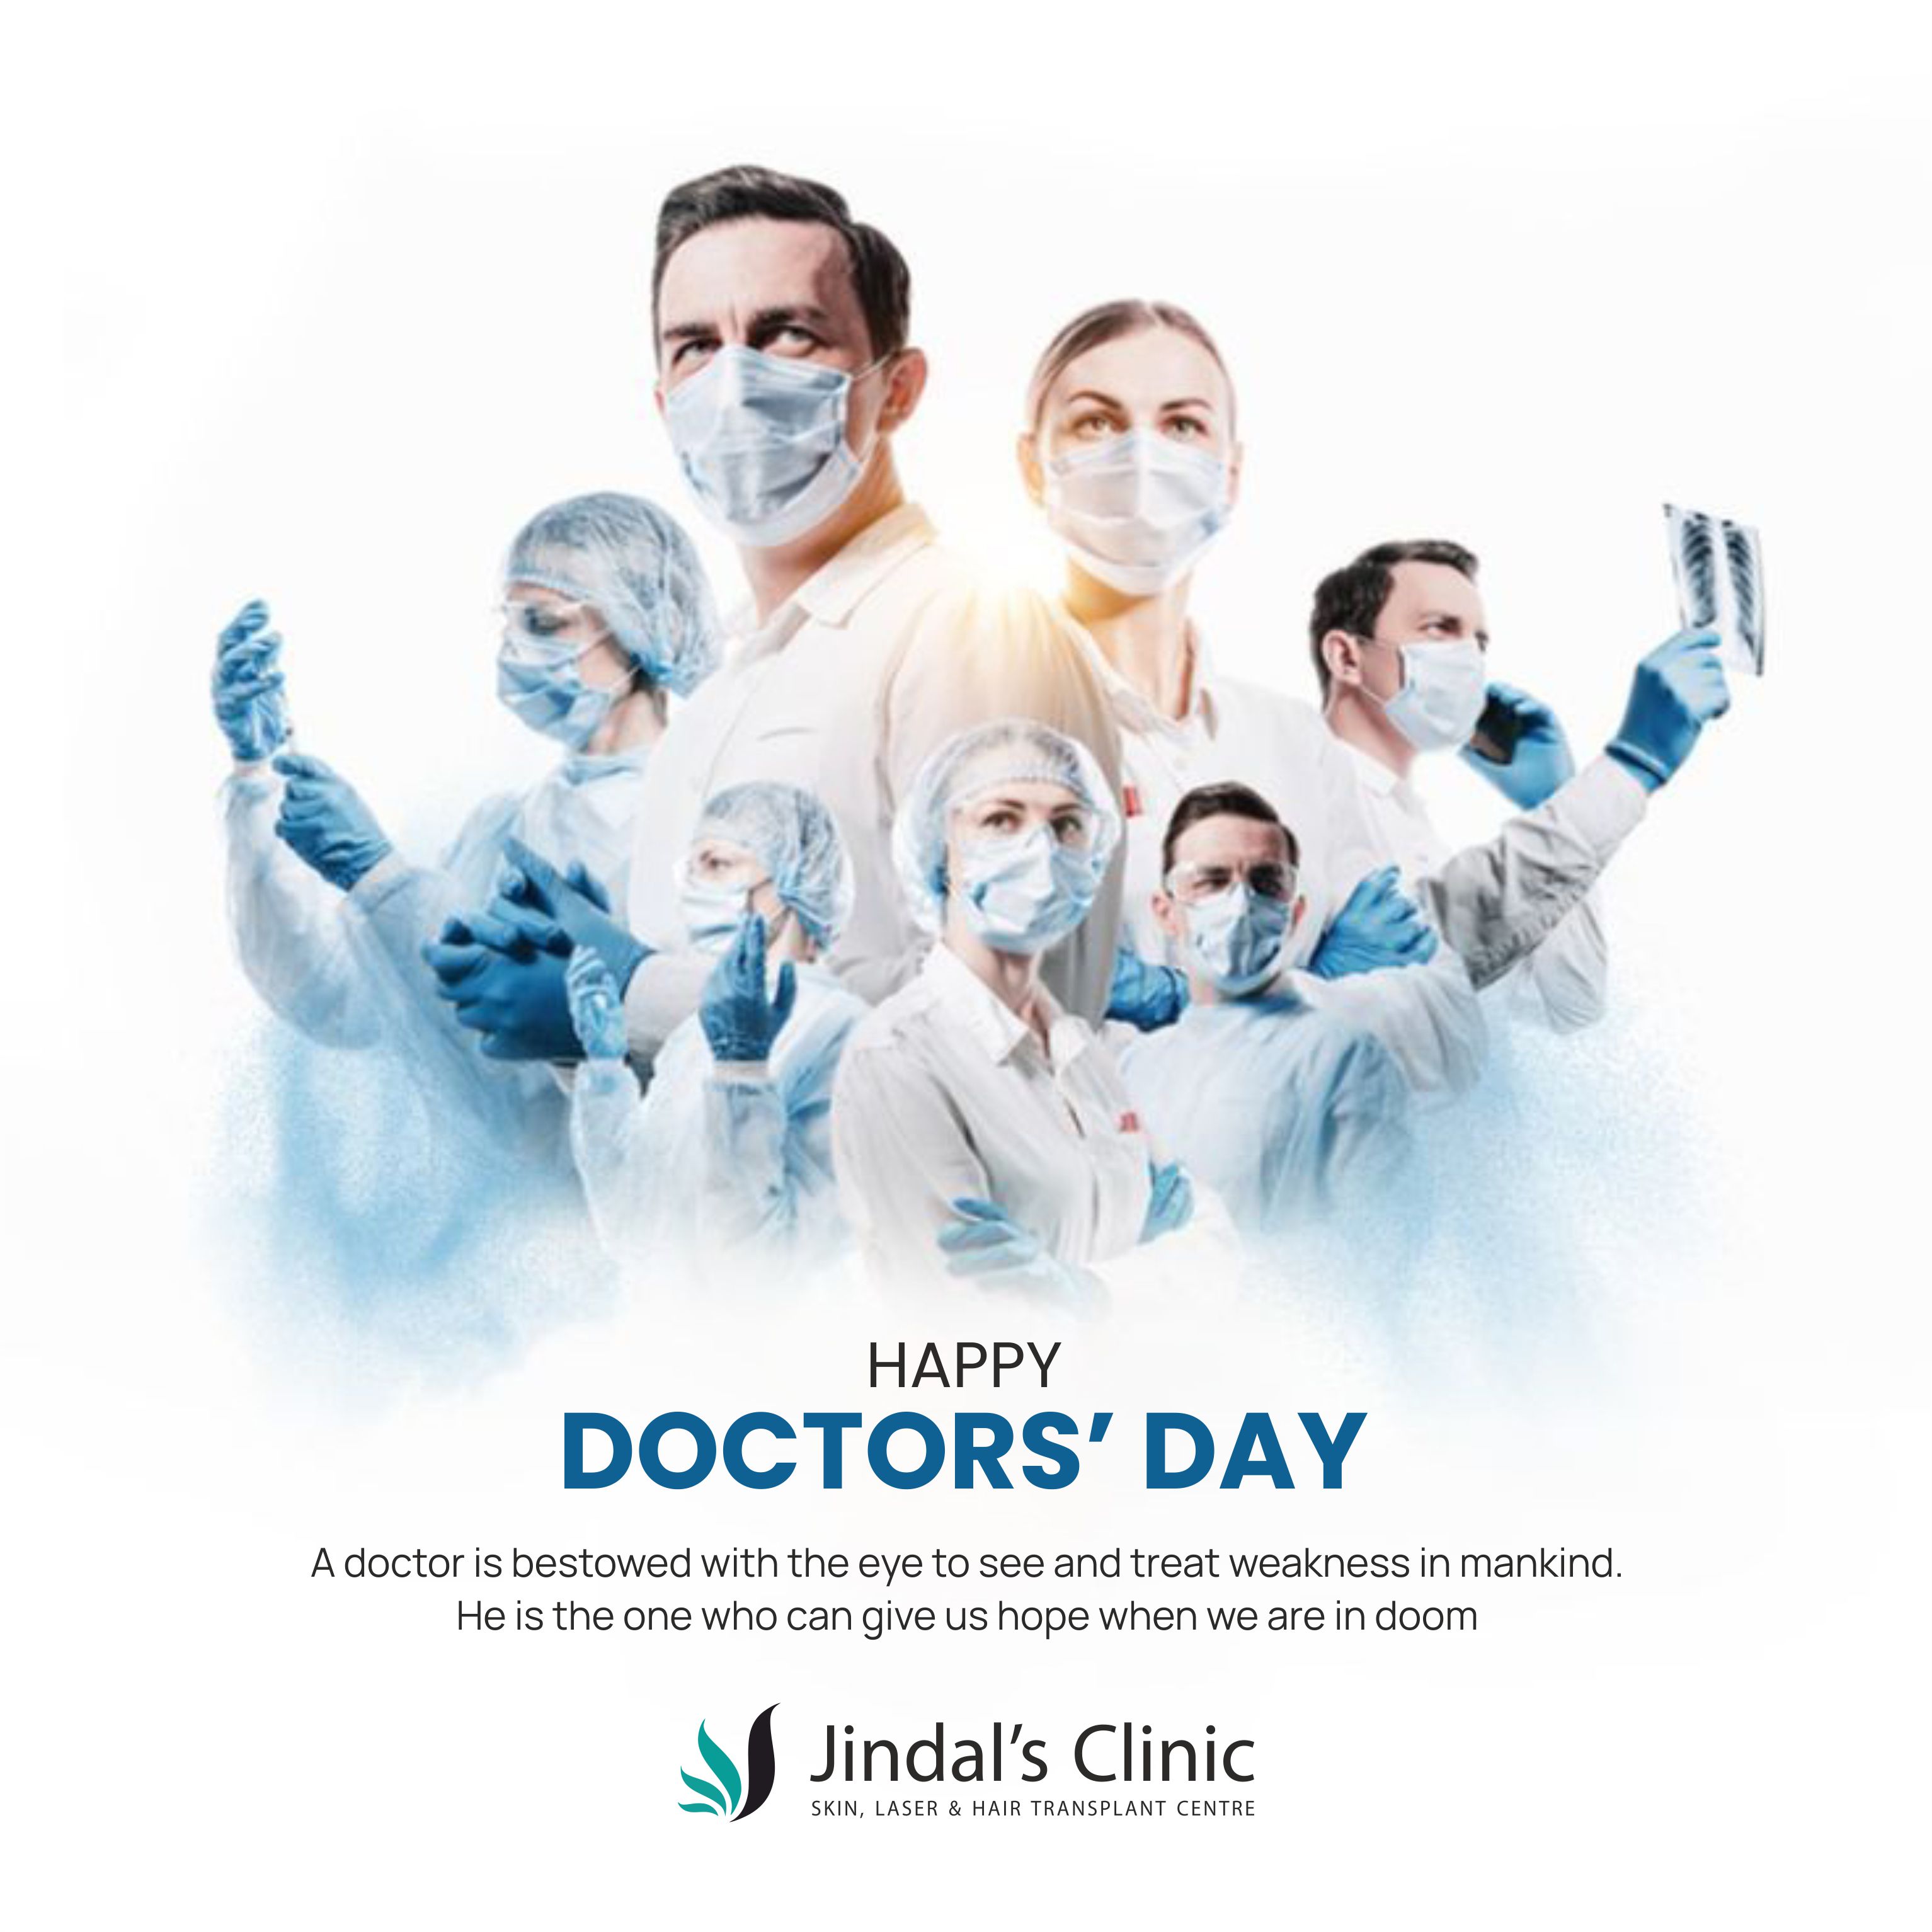 HAPPY
DOCTORS’ DAY
A doctor is bestowed with the eye to see and treat weakness in mankind.
He is the one who can give us hope when we are in doom
Jindal’s Clinic
SKIN, LASER & HAIR TRANSPLANT CENTRE